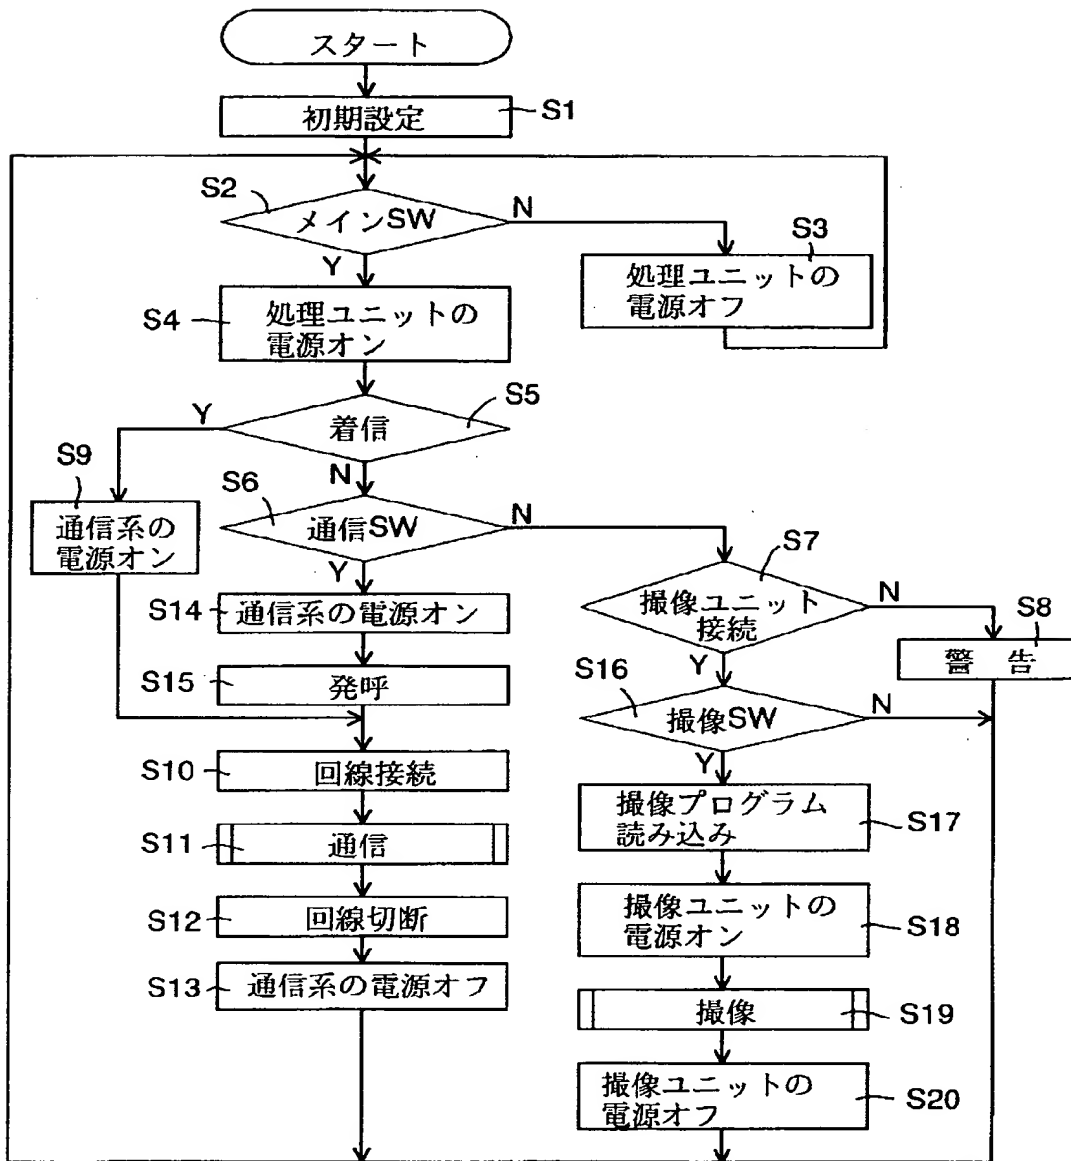 スタート
初期設定
S1
S2
メインSW
N
Y
S3
処理ユニットの
電源オフ
S4
処理ユニットの
電源オン
S5
着信
Y
N
S9
通信系の
電源オン
S6
通信SW
N
Y
S7
撮像ユニット
接続
N
Y
S8
警 告
S14
通信系の電源オン
S15
発呼
S16
撮像SW
N
Y
S10
回線接続
S17
撮像プログラム
読み込み
S11
通信
S12
回線切断
S18
撮像ユニットの
電源オン
S13
通信系の電源オフ
S19
撮像
S20
撮像ユニットの
電源オフ